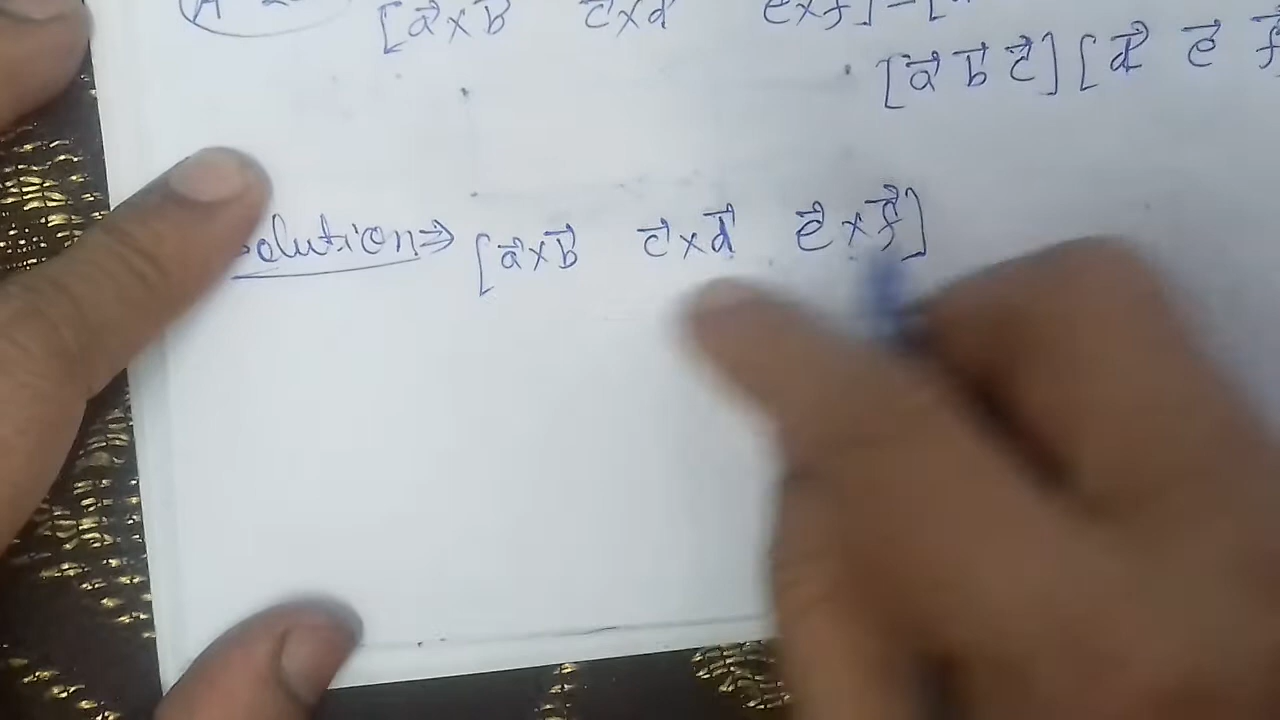 [a⃗×b⃗ c⃗×d⃗ e⃗×f⃗] = [
[a⃗ b⃗ c⃗] [d⃗ e⃗ f⃗
Solution⇒ [a⃗×b⃗ c⃗×d⃗ e⃗×f⃗]